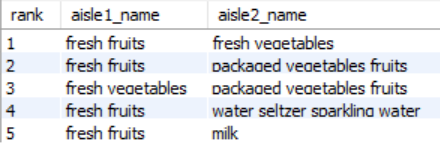 rank aisle1_name aisle2_name
1 fresh fruits fresh vegetables
2 fresh fruits packaged vegetables fruits
3 fresh vegetables packaged vegetables fruits
4 fresh fruits water seltzer sparkling water
5 fresh fruits milk